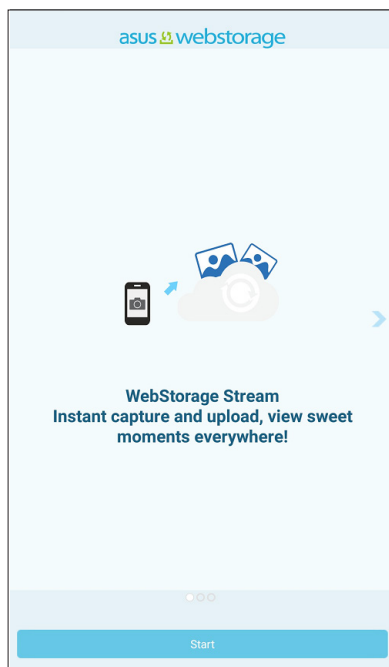 asus webstorage
WebStorage Stream
Instant capture and upload, view sweet
moments everywhere!
Start